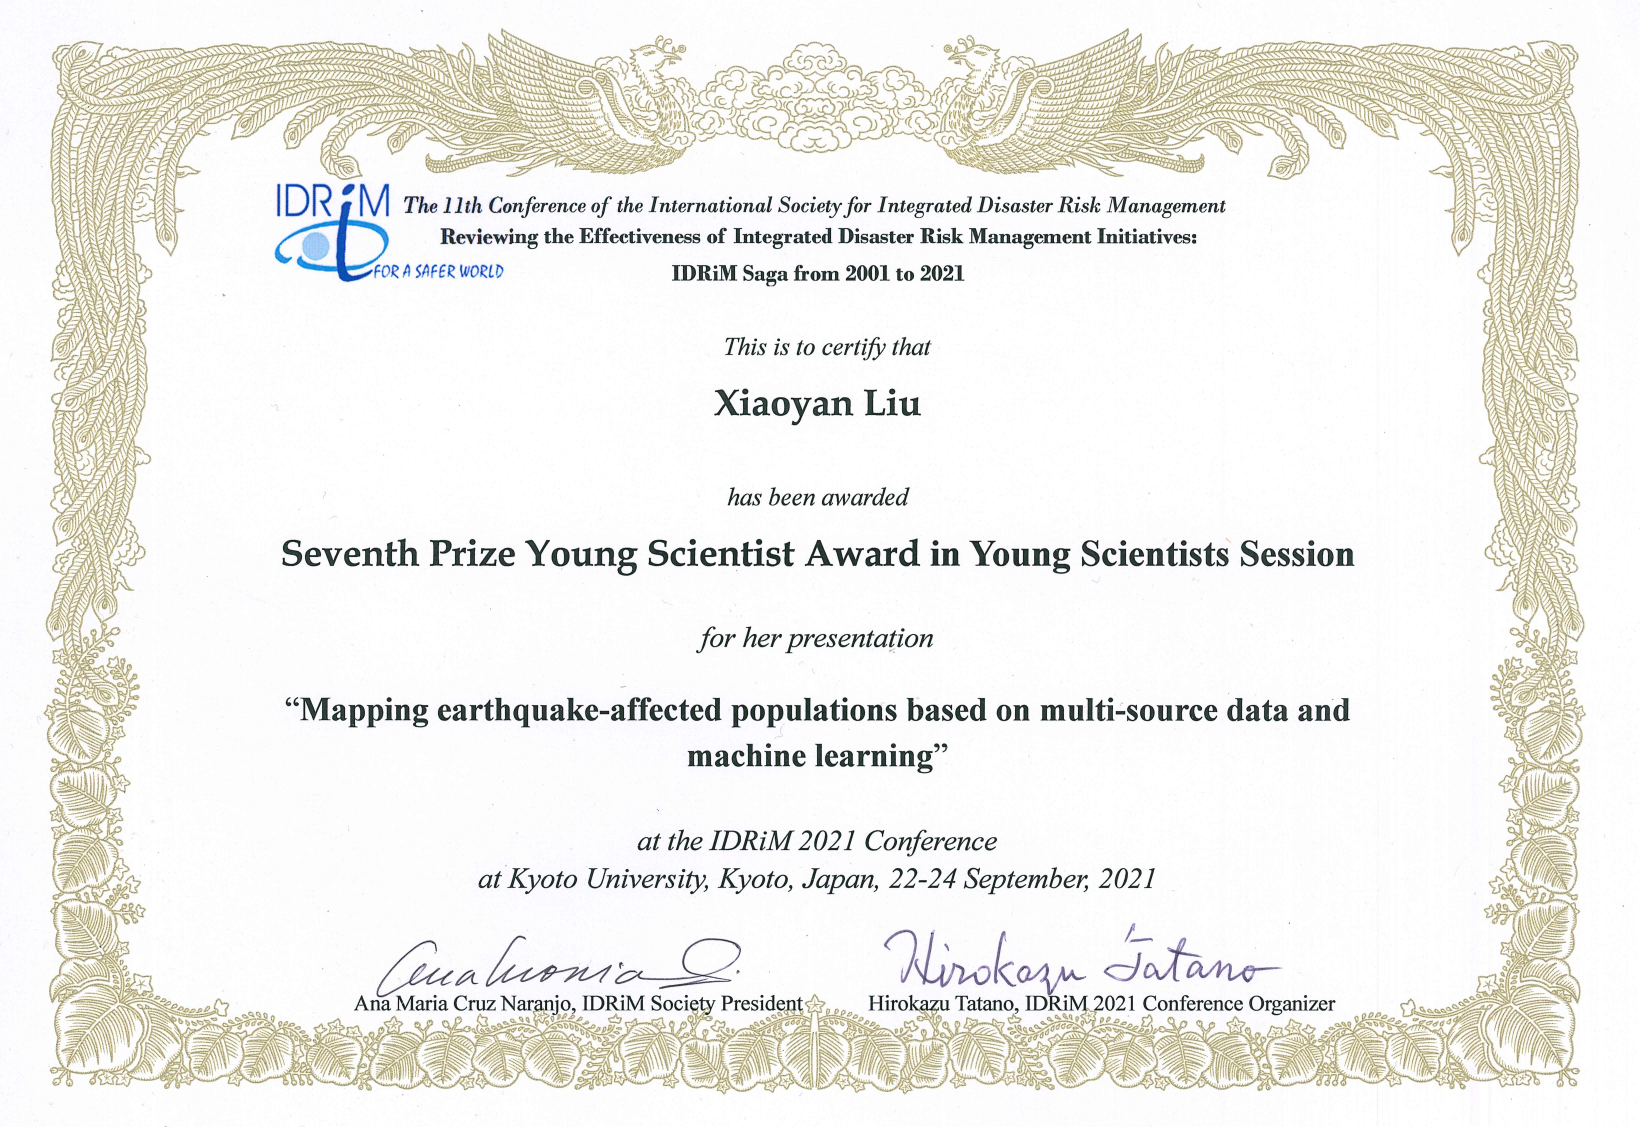 IDRiM
FOR A SAFER WORLD
The 11th Conference of the International Society for Integrated Disaster Risk Management
Reviewing the Effectiveness of Integrated Disaster Risk Management Initiatives:
IDRiM Saga from 2001 to 2021
This is to certify that
Xiaoyan Liu
has been awarded
Seventh Prize Young Scientist Award in Young Scientists Session
for her presentation
“Mapping earthquake-affected populations based on multi-source data and
machine learning”
at the IDRiM 2021 Conference
at Kyoto University, Kyoto, Japan, 22-24 September, 2021
Hirokazu Tatano
Ana Maria Cruz Naranjo, IDRiM Society President
Hirokazu Tatano, IDRiM 2021 Conference Organizer